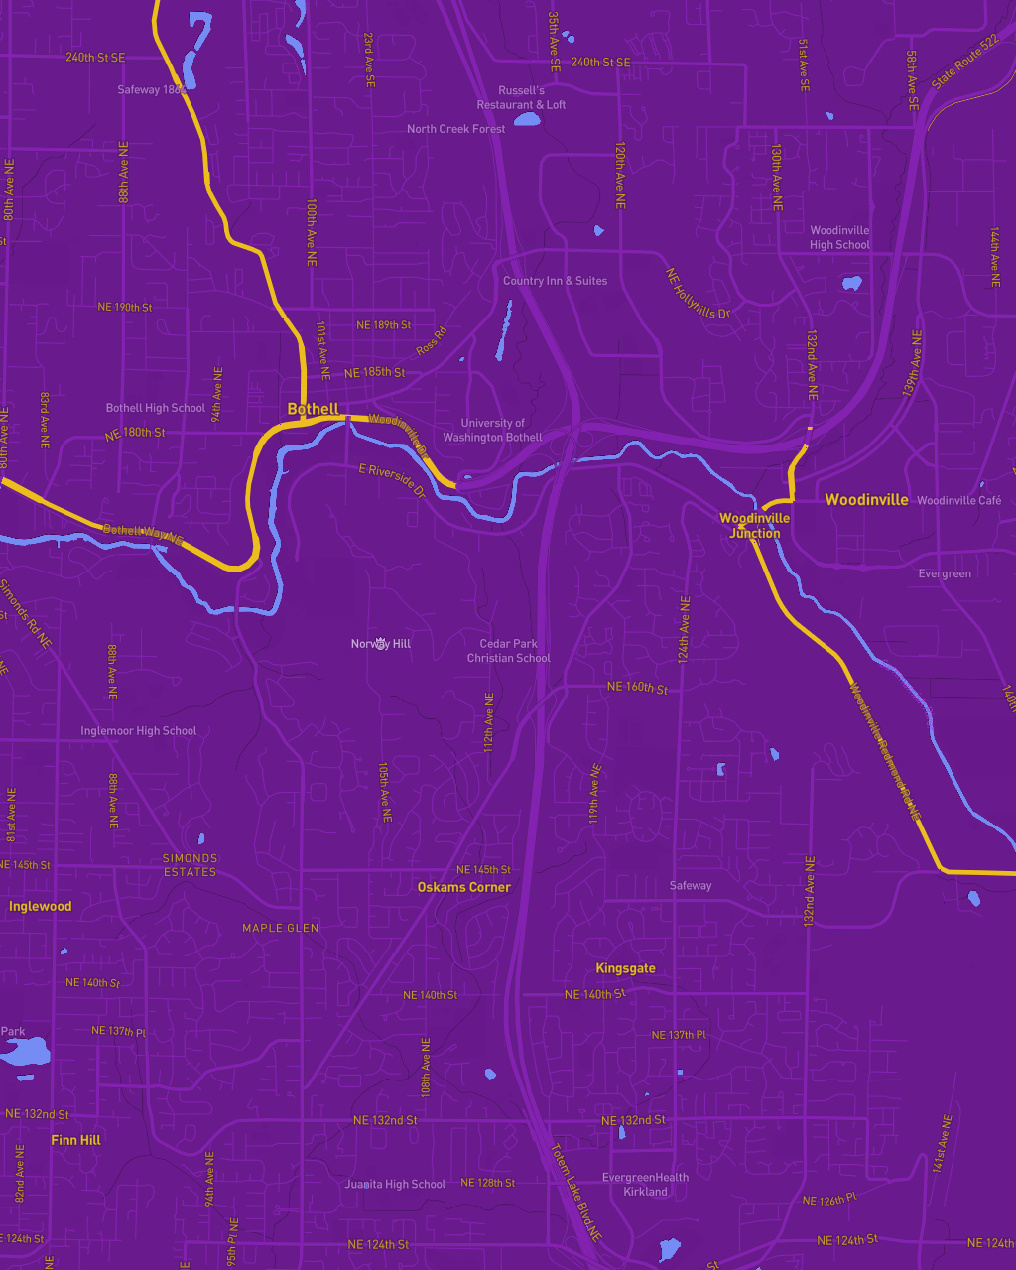 240th St SE
23rd Ave SE
35th Ave SE
240th St SE
51st Ave SE
58th Ave SE
State Route 522
Safeway 1864
Russell's
Restaurant & Loft
North Creek Forest
80th Ave NE
88th Ave NE
100th Ave NE
120th Ave NE
130th Ave NE
Woodinville
High School
144th Ave NE
St
Country Inn & Suites
NE Hollyhills Dr
NE 190th St
101st Ave NE
NE 189th St
Ross Rd
132nd Ave NE
139th Ave NE
NE 185th St
83rd Ave NE
94th Ave NE
Bothell High School
Bothell
Woodinville Dr
University of
Washington Bothell
80th Ave NE
NE 180th St
E Riverside Dr
Woodinville
Woodinville Café
Woodinville
Junction
Bothell Way NE
Evergreen
Simonds Rd NE
St
NE
88th Ave NE
Norway Hill
Cedar Park
Christian School
124th Ave NE
NE 160th St
140th
112th Ave NE
Woodinville-Redmond Rd NE
Inglemoor High School
81st Ave NE
88th Ave NE
105th Ave NE
119th Ave NE
NE 145th St
SIMONDS
ESTATES
NE 145th St
Oskams Corner
Safeway
132nd Ave NE
Inglewood
MAPLE GLEN
Kingsgate
NE 140th St
NE 140th St
NE 140th St
Park
NE 137th Pl
NE 137th Pl
108th Ave NE
NE 132nd St
NE 132nd St
NE 132nd St
Finn Hill
82nd Ave NE
94th Ave NE
Juanita High School
NE 128th St
Totem Lake Blvd NE
EvergreenHealth
Kirkland
141st Ave NE
NE 126th Pl
E 124th St
95th Pl NE
NE 124th St
NE 124th St
NE 124th
NE
E
St